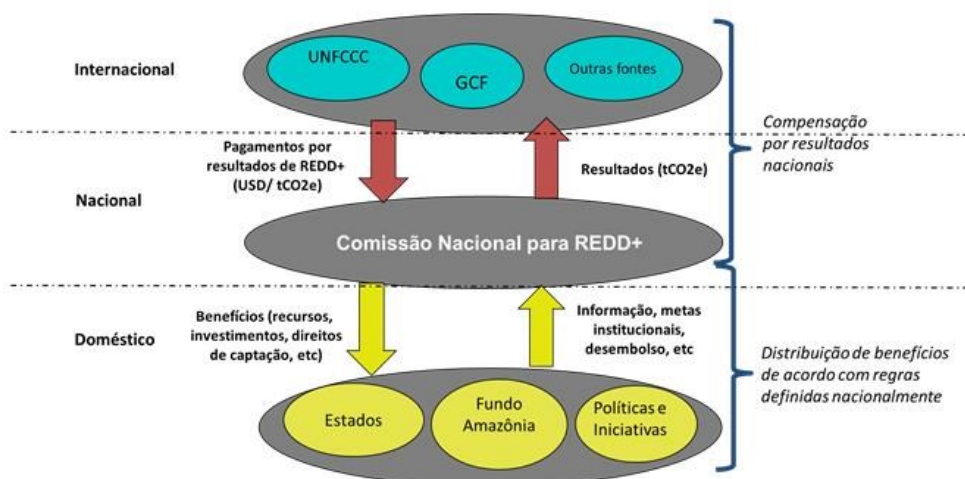 Internacional
UNFCCC
GCF
Outras fontes
Pagamentos por
resultados de REDD+
(USD/ tCO2e)
Resultados (tCO2e)
Compensação
por resultados
nacionais
Nacional
Comissão Nacional para REDD+
Doméstico
Benefícios (recursos,
investimentos, direitos
de captação, etc)
Informação, metas
institucionais,
desembolso, etc
Distribuição de benefícios
de acordo com regras
definidas nacionalmente
Estados
Fundo
Amazônia
Políticas e
Iniciativas